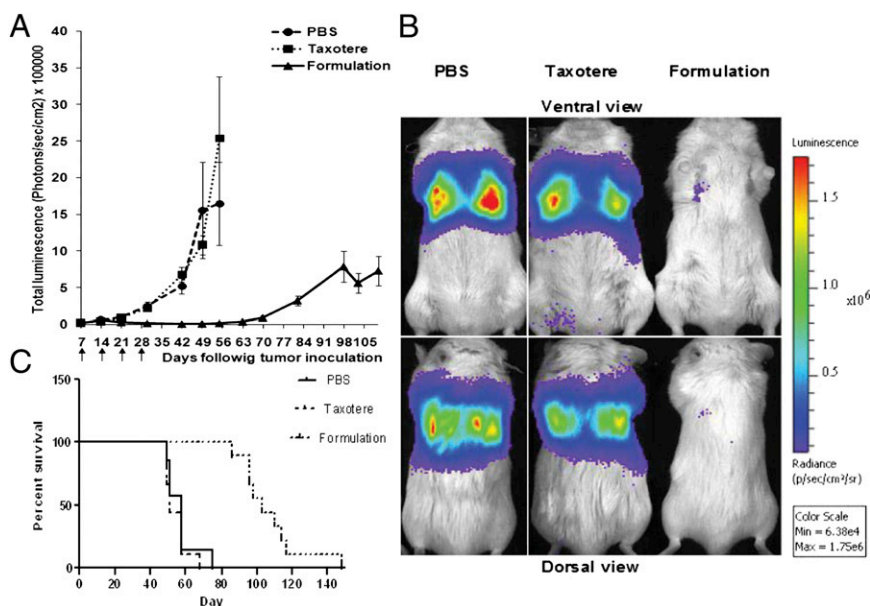 A
Total luminescence (Photons/sec/cm2) x 100000
40
35
30
25
20
15
10
5
0
PBS
Taxotere
Formulation
7 14 21 28 35 42 49 56 63 70 77 84 91 98 105
Days followig tumor inoculation
B
PBS Taxotere Formulation
Ventral view
Dorsal view
Luminescence
1.5
1.0
x10⁶
0.5
Radiance
(p/sec/cm²/sr)
Color Scale
Min = 6.38e4
Max = 1.75e6
C
Percent survival
150
100
50
0
PBS
Taxotere
Formulation
0 20 40 60 80 100 120 140
Day